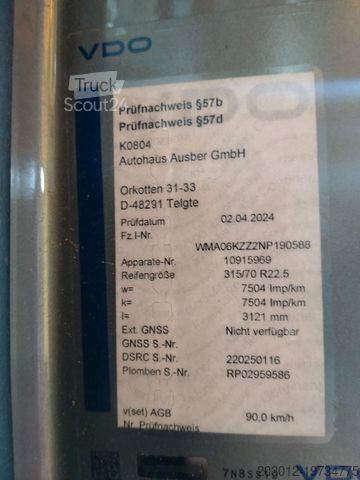 VDO
Truck
Scout24
Prüfnachweis §57b
Prüfnachweis §57d
K0804
Autohaus Ausber GmbH
Orkotten 31-33
D-48291 Telgte
Prüfdatum 02.04.2024
Fz.I-Nr.
WMA06KZZ2NP190588
Apparate-Nr. 10915969
Reifengröße 315/70 R22.5
w= 7504 Imp/km
k= 7504 Imp/km
l= 3121 mm
Ext. GNSS Nicht verfügbar
GNSS S.-Nr.
DSRC S.-Nr. 220250116
Plomben S.-Nr. RP02959586
v(set) AGB 90,0 km/h
Nr. Prüfnachweis
VDO